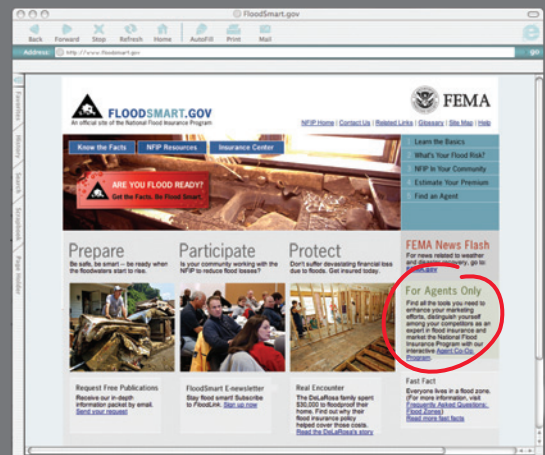 FloodSmart.gov
Back Forward Stop Refresh Home AutoFill Print Mail
Address: http://www.floodsmart.gov go
Favorites
History
Search
Scrapbook
Page Holder
FLOODSMART.GOV
An official site of the National Flood Insurance Program
FEMA
NFIP Home | Contact Us | Related Links | Glossary | Site Map | Help
Know the Facts NFIP Resources Insurance Center
ARE YOU FLOOD READY?
Get the Facts. Be Flood Smart.
Learn the Basics
What's Your Flood Risk?
NFIP In Your Community
Estimate Your Premium
Find an Agent
Prepare
Be safe, be smart -- be ready when
the floodwaters start to rise.
Participate
Is your community working with the
NFIP to reduce flood losses?
Protect
Don't suffer devastating financial loss
due to floods. Get insured today.
FEMA News Flash
For news related to weather
and disaster recovery, go to:
For Agents Only
Find all the tools you need to
enhance your marketing
efforts, distinguish yourself
among your competitors as an
expert in flood insurance and
market the National Flood
Insurance Program with our
interactive Agent Co-Op
Program.
Request Free Publications
Receive our in-depth
information packet by email.
Send your request
FloodSmart E-newsletter
Stay flood smart! Subscribe
to FloodLink. Sign up now
Real Encounter
The DeLaRosa family spent
$30,000 to floodproof their
home. Find out why their
flood insurance policy
helped cover those costs.
Read the DeLaRosa's story
Fast Fact
Everyone lives in a flood zone.
(For more information, visit
Frequently Asked Questions:
Flood Zones)
Read more fast facts